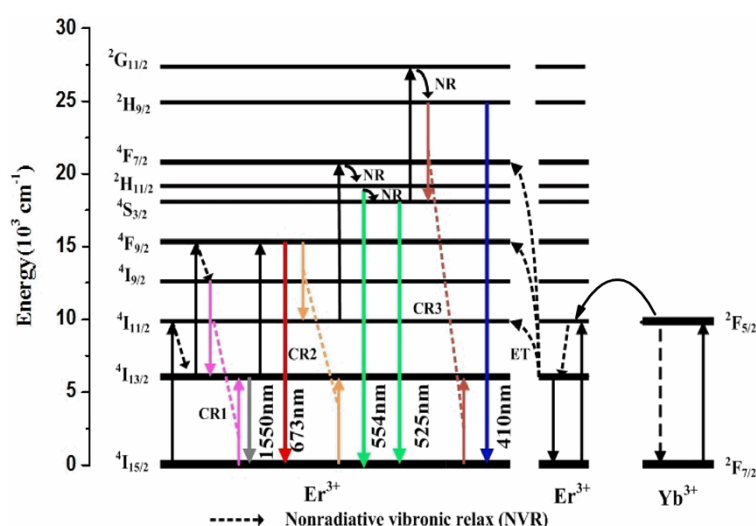 Energy (10³ cm⁻¹)
30
25
20
15
10
5
0
²G₁₁/₂
²H₉/₂
⁴F₇/₂
²H₁₁/₂
⁴S₃/₂
⁴F₉/₂
⁴I₉/₂
⁴I₁₁/₂
⁴I₁₃/₂
⁴I₁₅/₂
NR
NR
NR
CR1
CR2
CR3
ET
1550nm
673nm
554nm
525nm
410nm
²F₅/₂
²F₇/₂
Er³⁺
Er³⁺
Yb³⁺
Nonradiative vibronic relax (NVR)